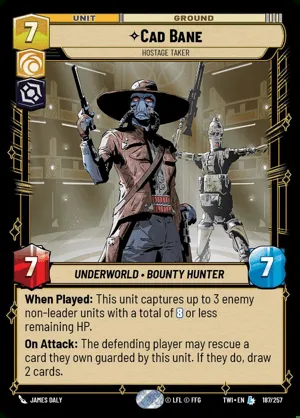 UNIT GROUND
7
✧CAD BANE
HOSTAGE TAKER
7
7
UNDERWORLD • BOUNTY HUNTER
When Played: This unit captures up to 3 enemy
non-leader units with a total of 8 or less
remaining HP.
On Attack: The defending player may rescue a
card they own guarded by this unit. If they do, draw
2 cards.
JAMES DALY
© LFL © FFG
TWI • EN
187/257